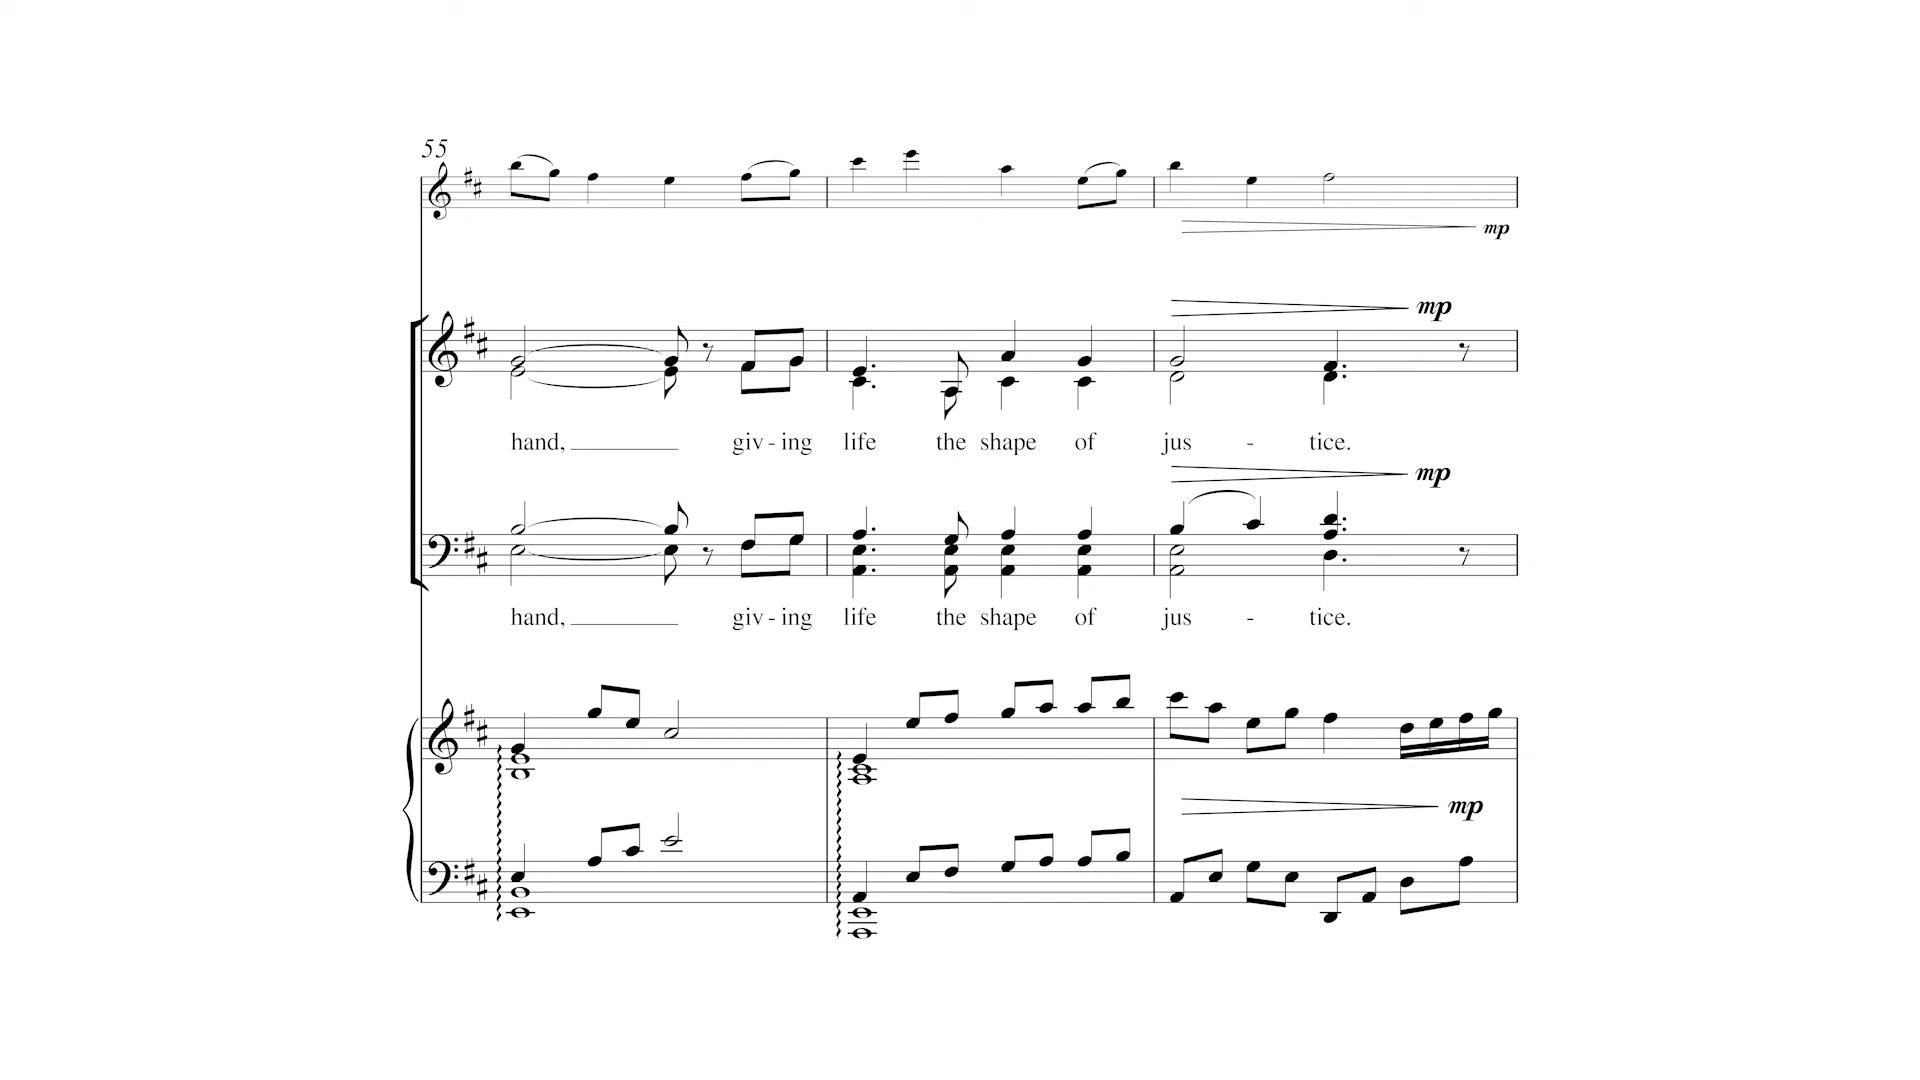 55
mp
mp
hand, giv - ing life the shape of jus - tice.
mp
hand, giv - ing life the shape of jus - tice.
mp